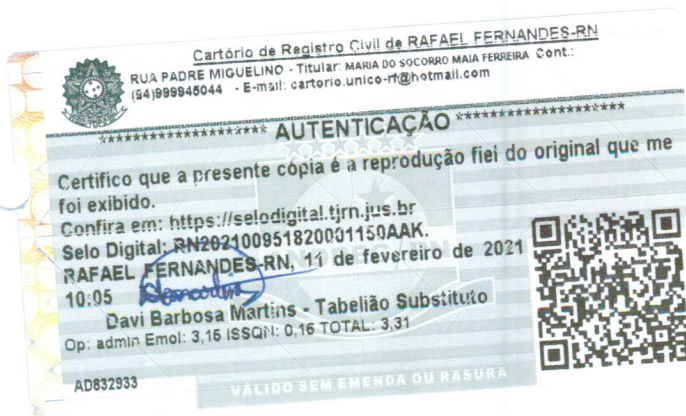 Cartório de Registro Civil de RAFAEL FERNANDES-RN
RUA PADRE MIGUELINO - Titular: MARIA DO SOCORRO MAIA FERREIRA Cont.:
(84)999945044 - E-mail: cartorio.unico-rf@hotmail.com
******************** AUTENTICAÇÃO ********************
Certifico que a presente cópia é a reprodução fiel do original que me
foi exibido.
Confira em: https://selodigital.tjrn.jus.br
Selo Digital: RN202100951820001150AAK.
RAFAEL FERNANDES-RN, 11 de fevereiro de 2021
10:05
Davi Barbosa Martins - Tabelião Substituto
Op: admin Emol: 3,15 ISSQN: 0,16 TOTAL: 3,31
AD832933
VÁLIDO SEM EMENDA OU RASURA